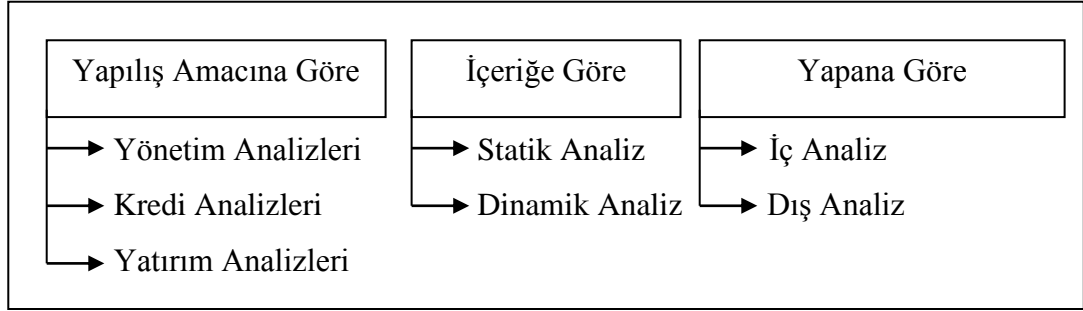 Yapılış Amacına Göre
Yönetim Analizleri
Kredi Analizleri
Yatırım Analizleri
İçeriğe Göre
Statik Analiz
Dinamik Analiz
Yapana Göre
İç Analiz
Dış Analiz